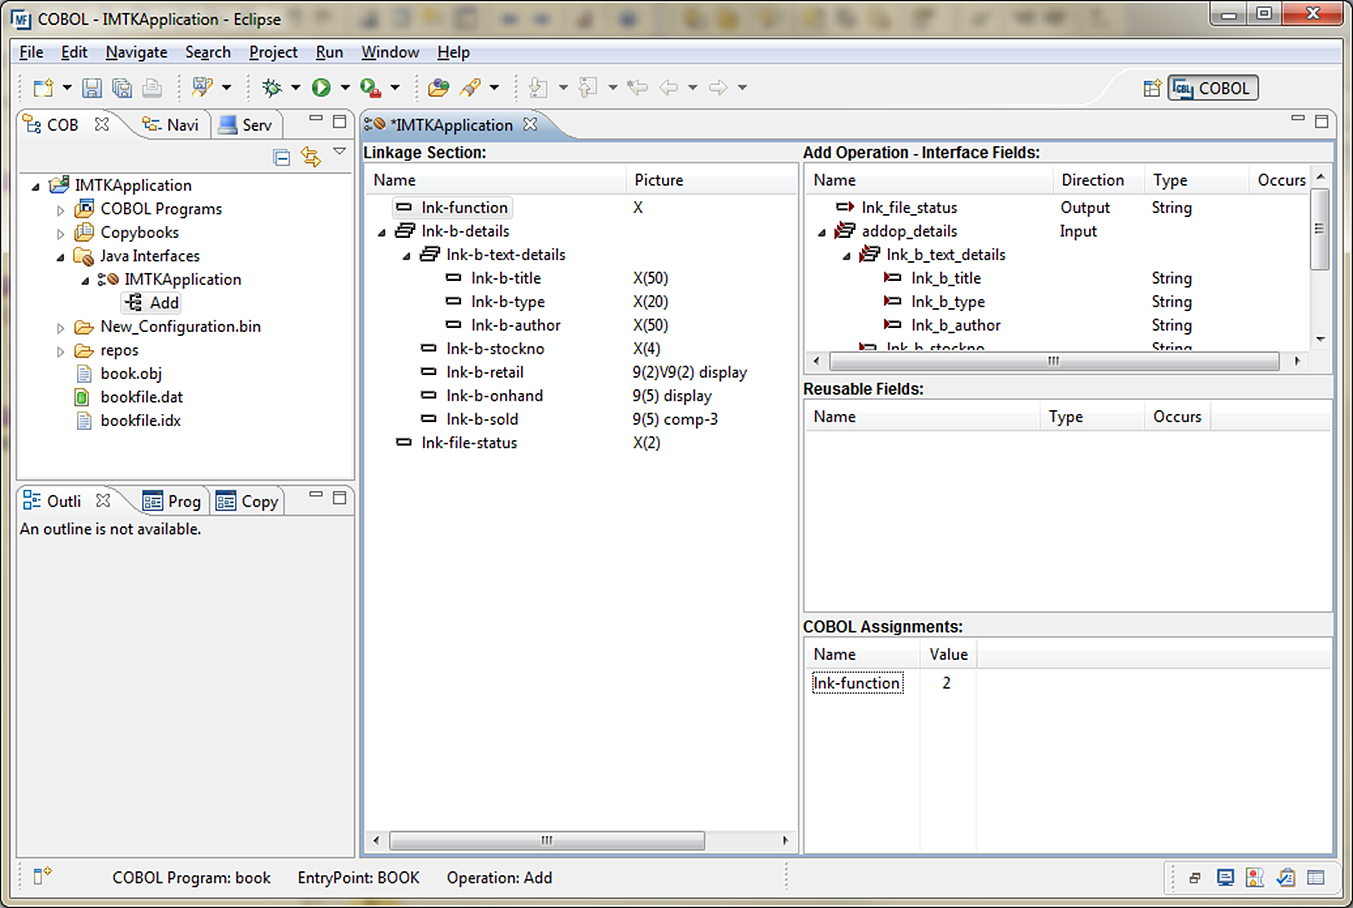 COBOL - IMTKApplication - Eclipse
File Edit Navigate Search Project Run Window Help
COBOL
COB Navi Serv
IMTKApplication
COBOL Programs
Copybooks
Java Interfaces
IMTKApplication
Add
New_Configuration.bin
repos
book.obj
bookfile.dat
bookfile.idx
Outli Prog Copy
An outline is not available.
*IMTKApplication
Linkage Section:
Name Picture
lnk-function X
lnk-b-details
lnk-b-text-details
lnk-b-title X(50)
lnk-b-type X(20)
lnk-b-author X(50)
lnk-b-stockno X(4)
lnk-b-retail 9(2)V9(2) display
lnk-b-onhand 9(5) display
lnk-b-sold 9(5) comp-3
lnk-file-status X(2)
Add Operation - Interface Fields:
Name Direction Type Occurs
lnk_file_status Output String
addop_details Input
lnk_b_text_details
lnk_b_title String
lnk_b_type String
lnk_b_author String
lnk_b_stockno String
Reusable Fields:
Name Type Occurs
COBOL Assignments:
Name Value
lnk-function 2
COBOL Program: book EntryPoint: BOOK Operation: Add